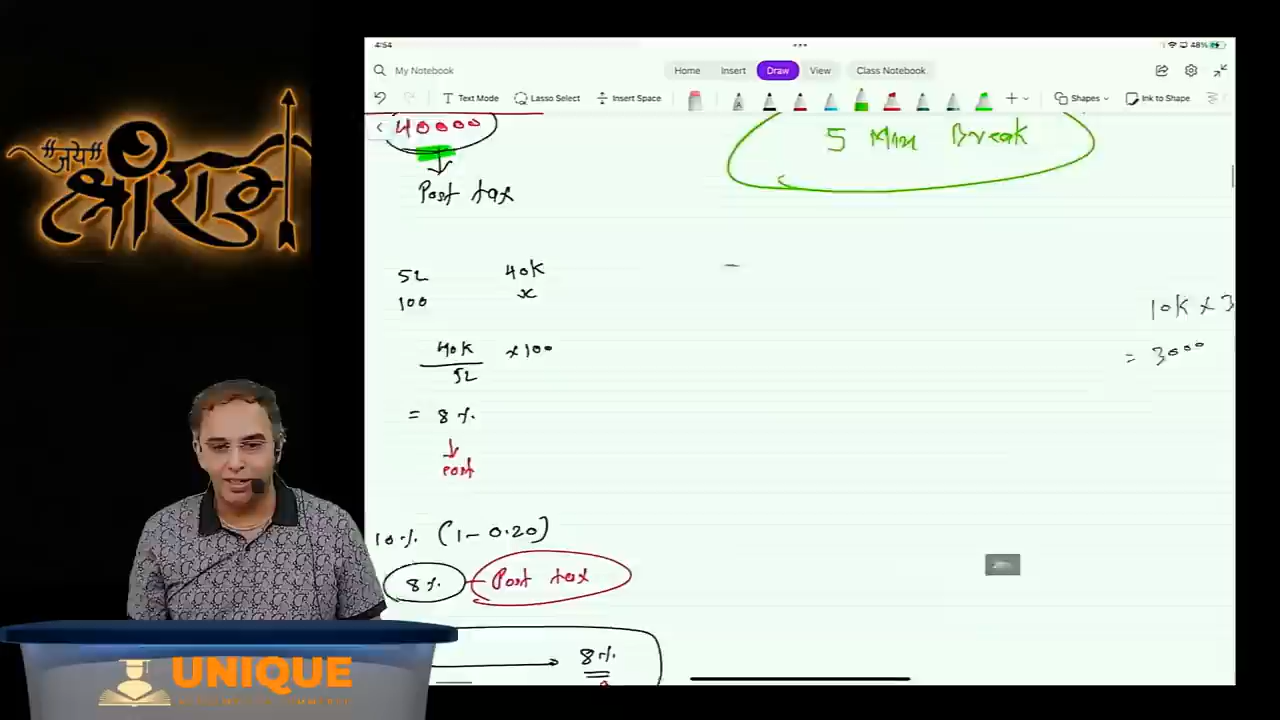 4:54
48%
My Notebook
Home Insert Draw View Class Notebook
Text Mode Lasso Select Insert Space Shapes Ink to Shape
40000
Post tax
5 Min Break
52 40K
100 x
40K × 100
52
= 8%
cost
10% (1-0.20)
8% Post tax
8%
10K × 3
= 3000
"जय"
श्री राम
UNIQUE